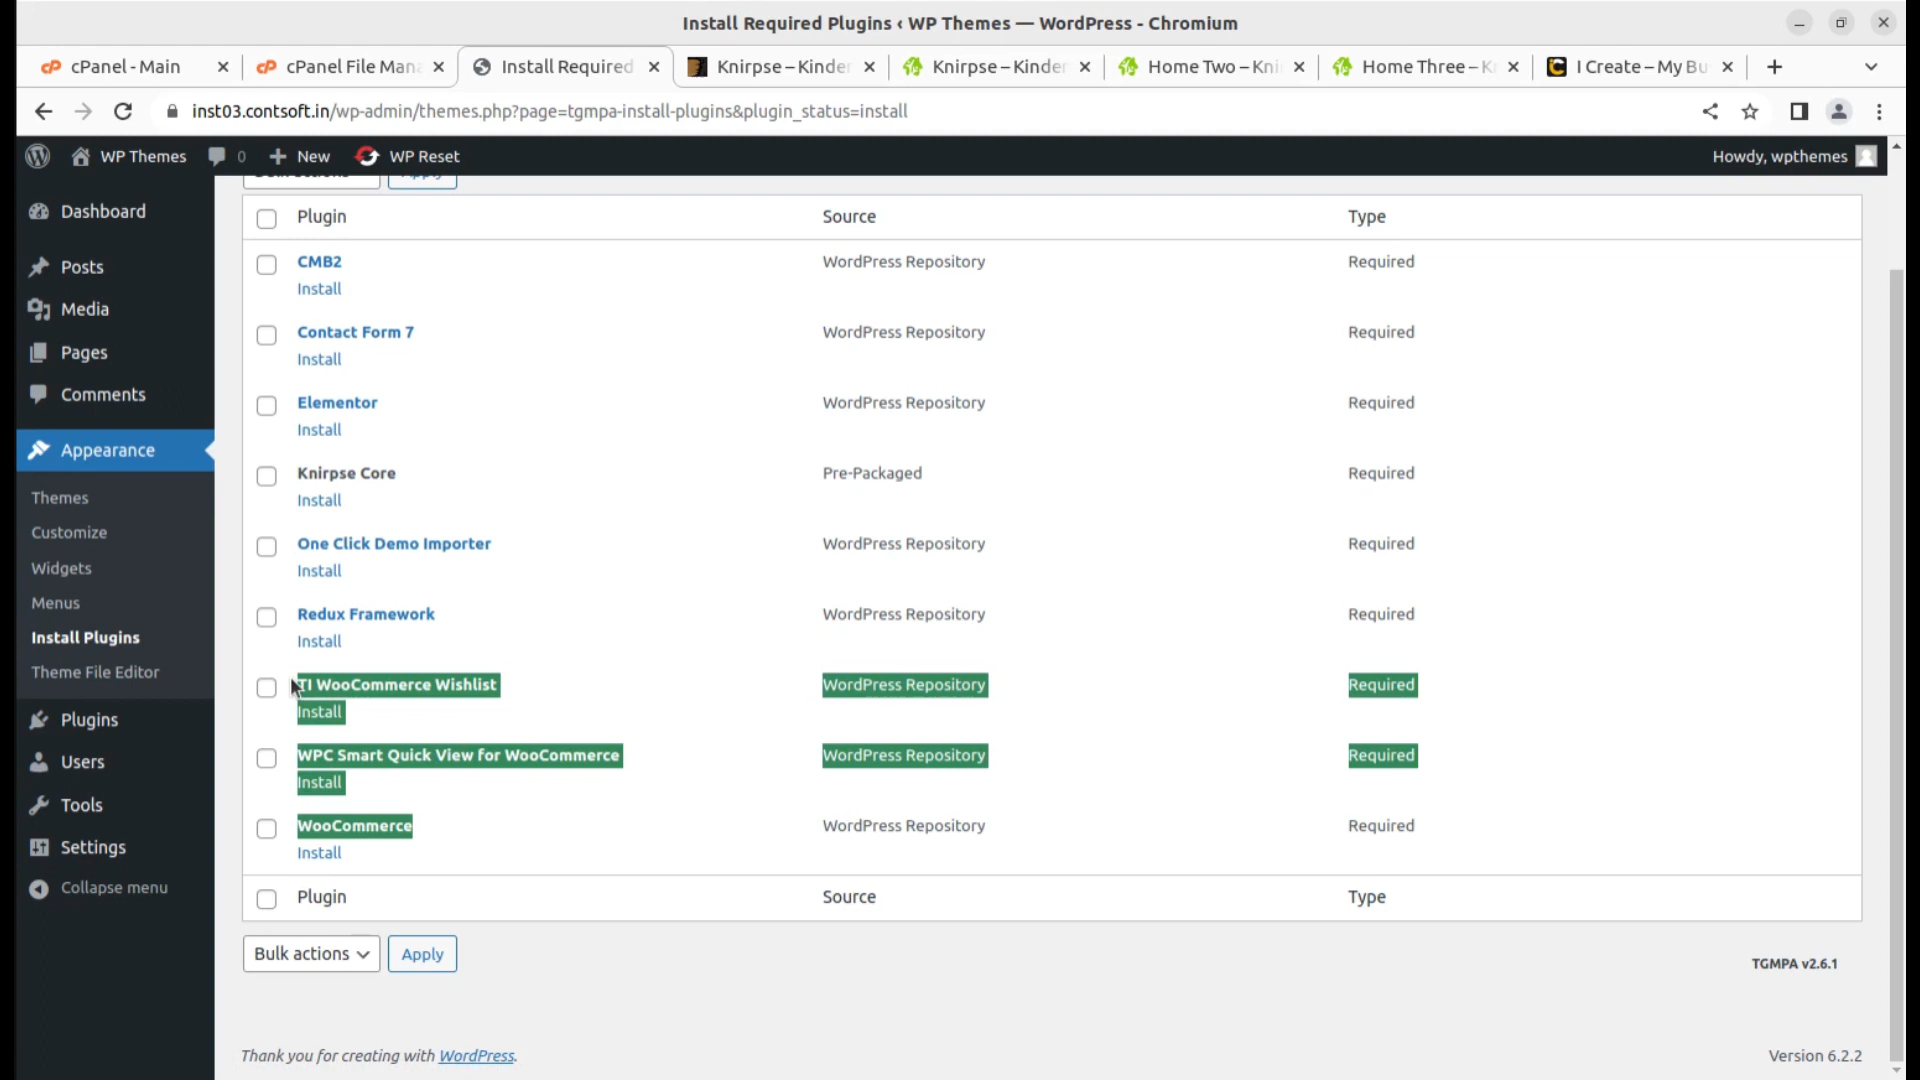 Install Required Plugins ‹ WP Themes — WordPress - Chromium
cPanel - Main
cPanel File Mana
Install Required
Knirpse – Kinder
Knirpse – Kinder
Home Two – Kni
Home Three – K
I Create – My Bu
inst03.contsoft.in/wp-admin/themes.php?page=tgmpa-install-plugins&plugin_status=install
WP Themes
0
New
WP Reset
Howdy, wpthemes
Dashboard
Posts
Media
Pages
Comments
Appearance
Themes
Customize
Widgets
Menus
Install Plugins
Theme File Editor
Plugins
Users
Tools
Settings
Collapse menu
Bulk actions Apply
Plugin Source Type
CMB2 WordPress Repository Required
Install
Contact Form 7 WordPress Repository Required
Install
Elementor WordPress Repository Required
Install
Knirpse Core Pre-Packaged Required
Install
One Click Demo Importer WordPress Repository Required
Install
Redux Framework WordPress Repository Required
Install
TI WooCommerce Wishlist WordPress Repository Required
Install
WPC Smart Quick View for WooCommerce WordPress Repository Required
Install
WooCommerce WordPress Repository Required
Install
Plugin Source Type
Bulk actions Apply
TGMPA v2.6.1
Thank you for creating with WordPress.
Version 6.2.2